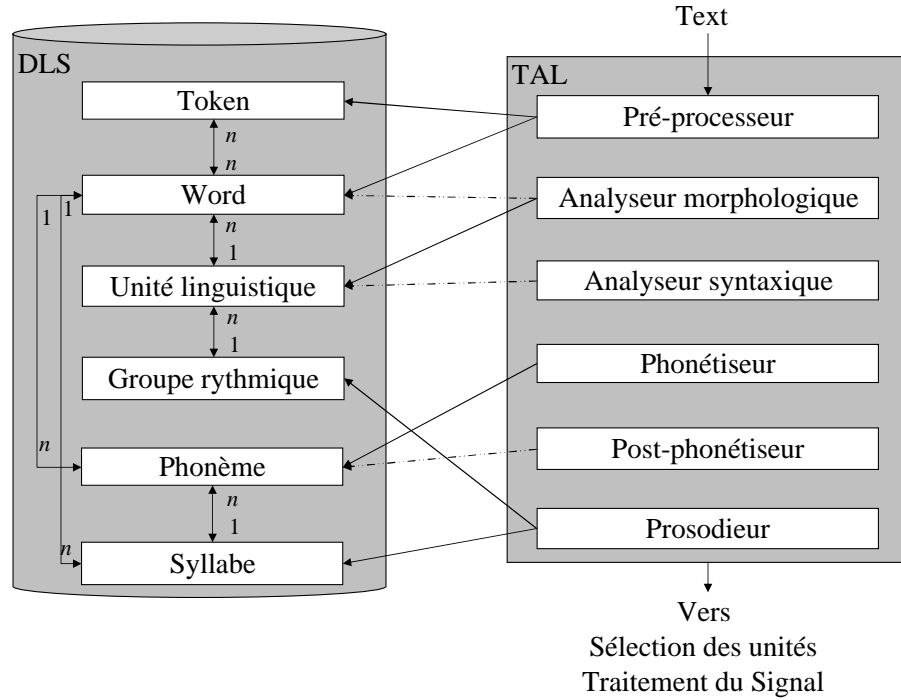 Text
DLS
Token
n
n
Word
1
1
n
1
Unité linguistique
n
1
Groupe rythmique
n
Phonème
n
1
n
Syllabe
TAL
Pré-processeur
Analyseur morphologique
Analyseur syntaxique
Phonétiseur
Post-phonétiseur
Prosodieur
Vers
Sélection des unités
Traitement du Signal